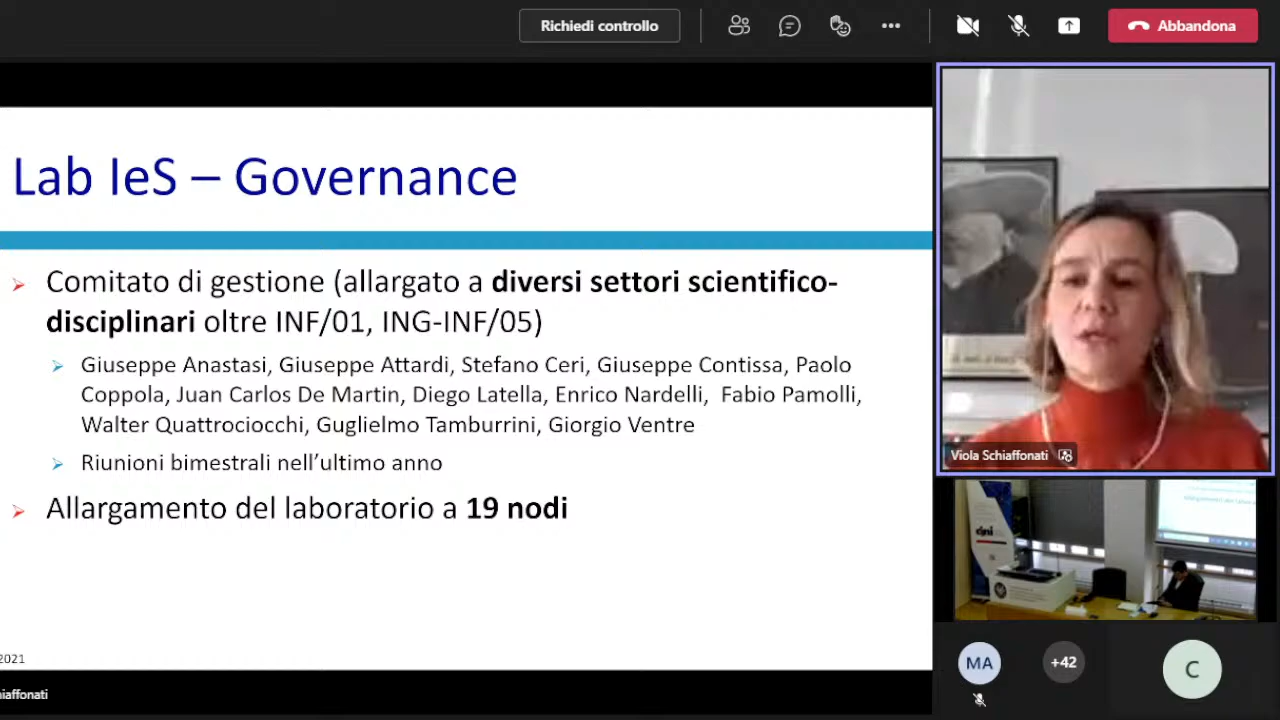 Richiedi controllo
Abbandona
Lab IeS – Governance
Comitato di gestione (allargato a diversi settori scientifico-
disciplinari oltre INF/01, ING-INF/05)
Giuseppe Anastasi, Giuseppe Attardi, Stefano Ceri, Giuseppe Contissa, Paolo
Coppola, Juan Carlos De Martin, Diego Latella, Enrico Nardelli, Fabio Pamolli,
Walter Quattrociocchi, Guglielmo Tamburrini, Giorgio Ventre
Riunioni bimestrali nell’ultimo anno
Allargamento del laboratorio a 19 nodi
2021
iaffonati
Viola Schiaffonati
cini
MA
+42
C